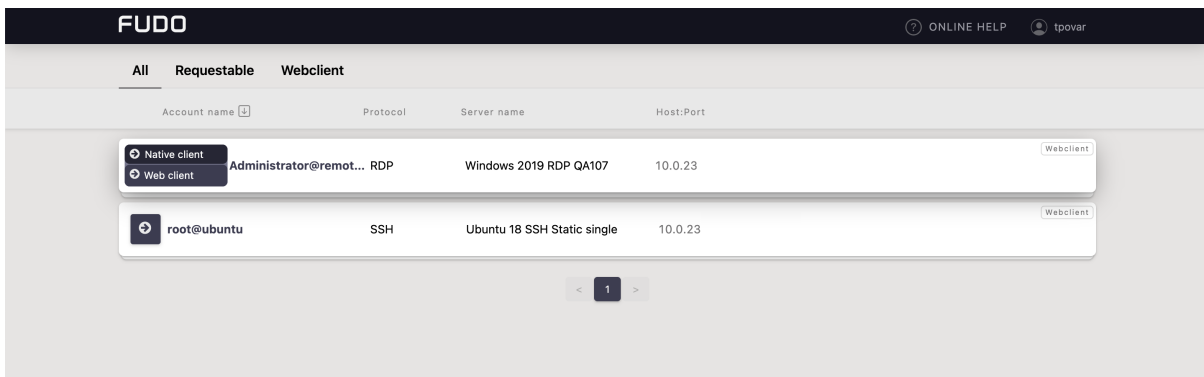 FUDO
? ONLINE HELP tpovar
All Requestable Webclient
Account name Protocol Server name Host:Port
Native client
Web client
Administrator@remot... RDP Windows 2019 RDP QA107 10.0.23 Webclient
root@ubuntu SSH Ubuntu 18 SSH Static single 10.0.23 Webclient
< 1 >